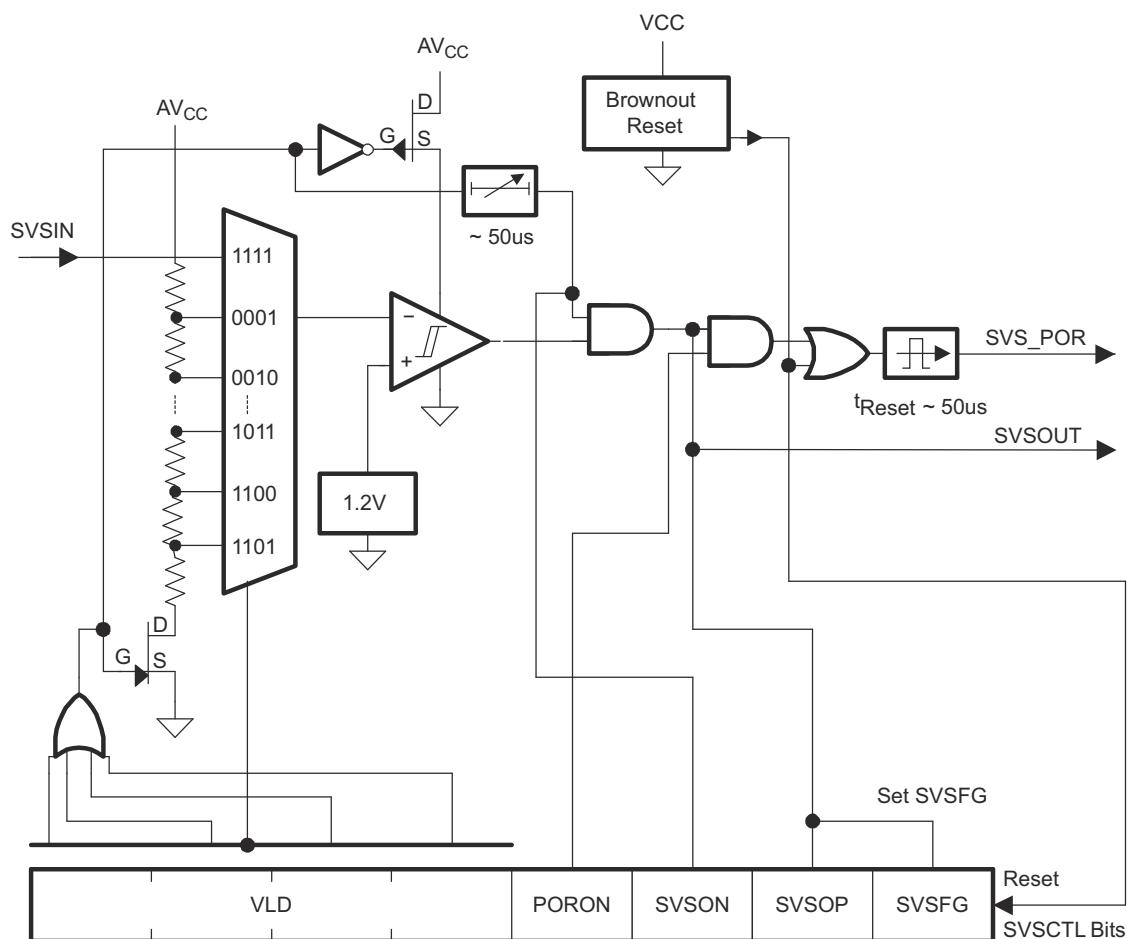 VCC
AVCC
Brownout
Reset
AVCC
D
G
S
SVSIN
~ 50us
1111
0001
0010
1011
1100
1101
–
+
1.2V
SVS_POR
tReset ~ 50us
SVSOUT
D
G
S
Set SVSFG
Reset
VLD
PORON
SVSON
SVSOP
SVSFG
SVSCTL Bits